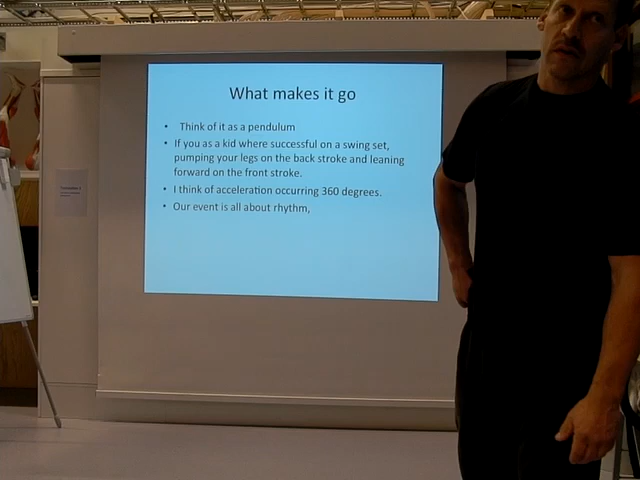 What makes it go
• Think of it as a pendulum
• If you as a kid where successful on a swing set,
pumping your legs on the back stroke and leaning
forward on the front stroke.
• I think of acceleration occurring 360 degrees.
• Our event is all about rhythm,